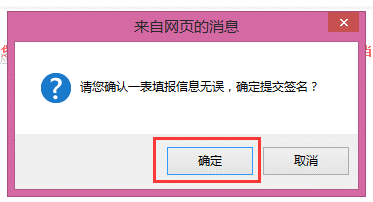 来自网页的消息
请您确认一表填报信息无误，确定提交签名？
确定
取消